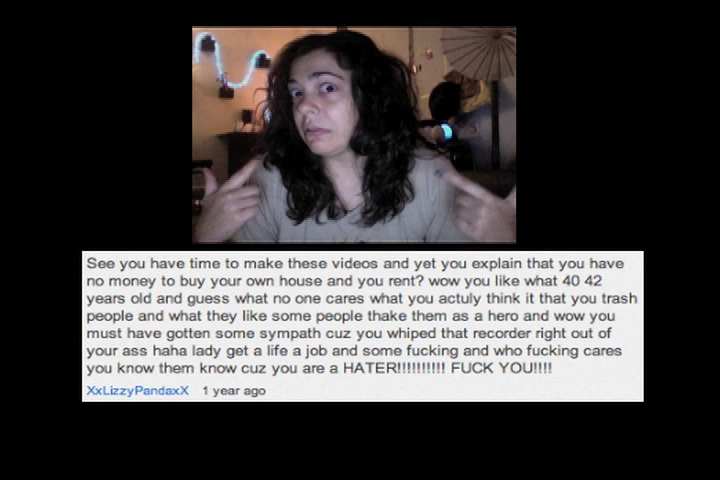 See you have time to make these videos and yet you explain that you have
no money to buy your own house and you rent? wow you like what 40 42
years old and guess what no one cares what you actuly think it that you trash
people and what they like some people thake them as a hero and wow you
must have gotten some sympath cuz you whiped that recorder right out of
your ass haha lady get a life a job and some fucking and who fucking cares
you know them know cuz you are a HATER!!!!!!!!!! FUCK YOU!!!!
XxLizzyPandaxX 1 year ago